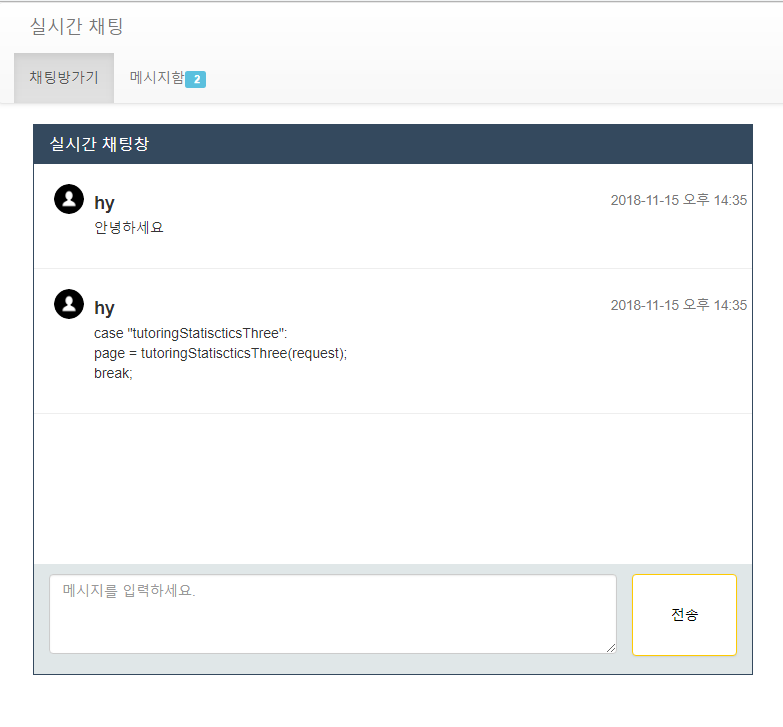 실시간 채팅
채팅방가기 메시지함 2
실시간 채팅창
hy 2018-11-15 오후 14:35
안녕하세요
hy 2018-11-15 오후 14:35
case "tutoringStatiscticsThree":
page = tutoringStatiscticsThree(request);
break;
메시지를 입력하세요.
전송